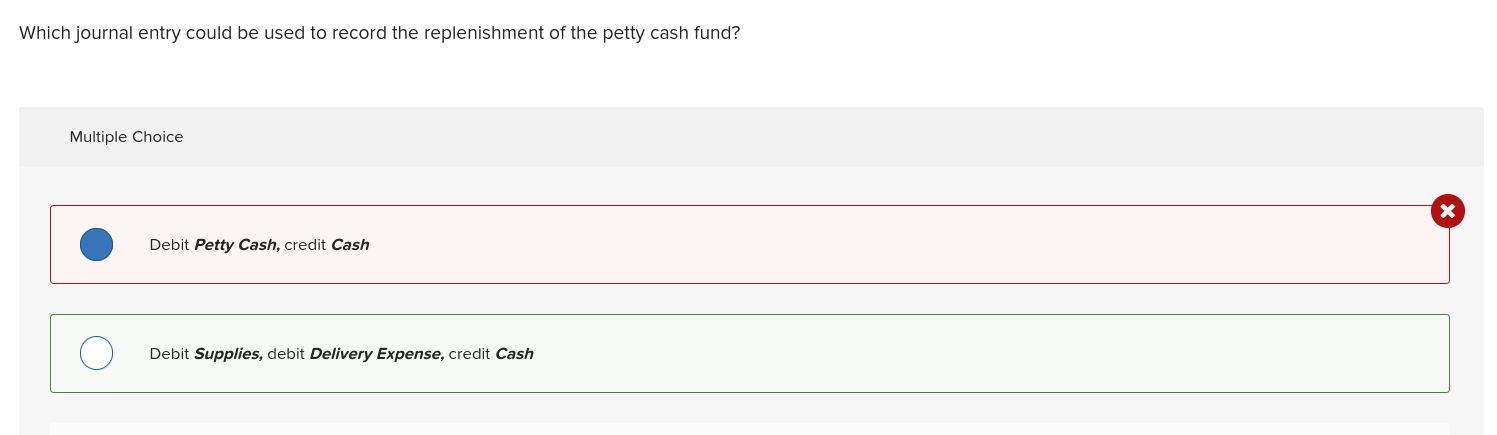 Which journal entry could be used to record the replenishment of the petty cash fund?
Multiple Choice
Debit Petty Cash, credit Cash
Debit Supplies, debit Delivery Expense, credit Cash